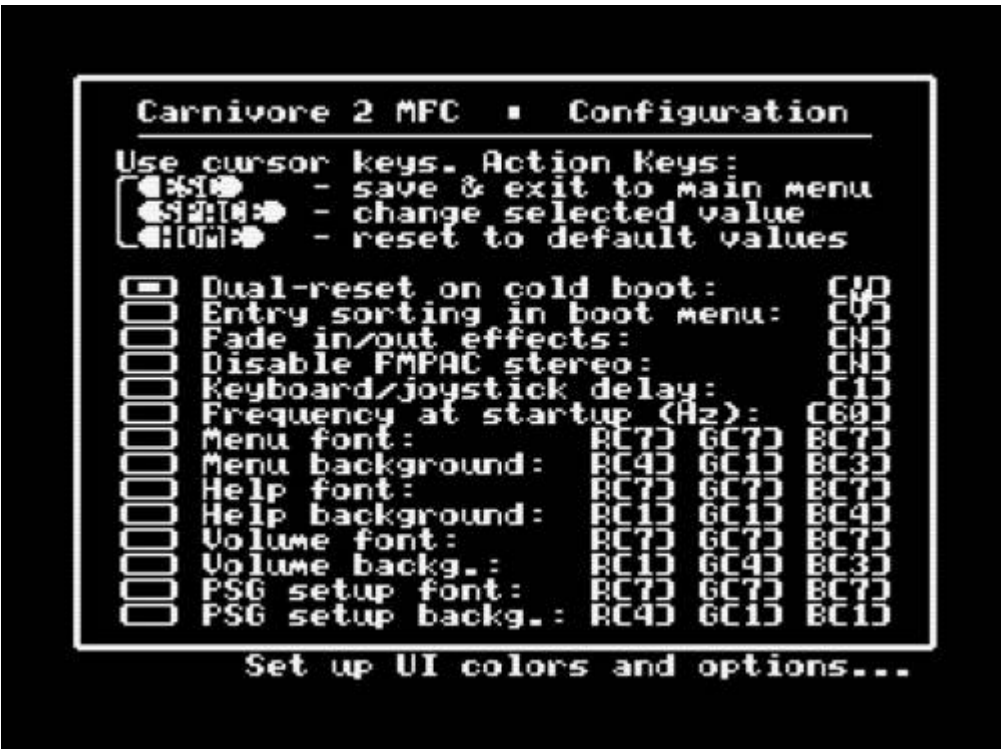 Carnivore 2 MFC ▪ Configuration
Use cursor keys. Action Keys:
[ESC] - save & exit to main menu
[SPACE] - change selected value
[HOME] - reset to default values
Dual-reset on cold boot:
Entry sorting in boot menu: [Y]
Fade in/out effects: [N]
Disable FMPAC stereo: [N]
Keyboard/joystick delay: [1]
Frequency at startup (Hz): [60]
Menu font: R[7] G[7] B[7]
Menu background: R[4] G[1] B[3]
Help font: R[7] G[7] B[7]
Help background: R[1] G[1] B[4]
Volume font: R[7] G[7] B[7]
Volume backg.: R[1] G[4] B[3]
PSG setup font: R[7] G[7] B[7]
PSG setup backg.: R[4] G[1] B[1]
Set up UI colors and options...